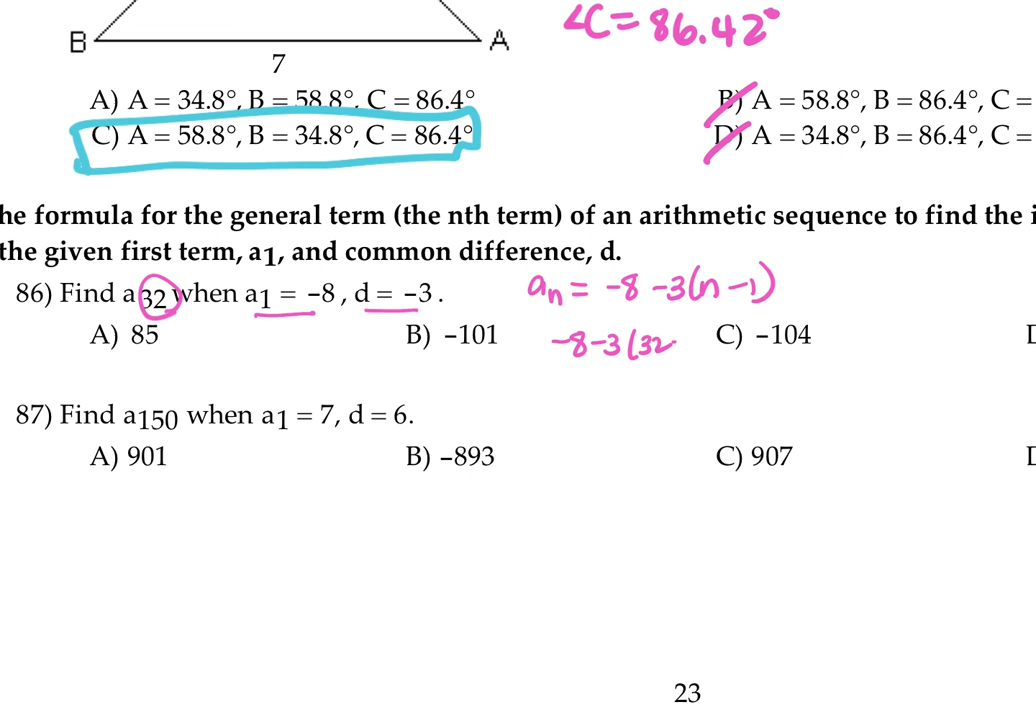 B
A
7
∠C = 86.42°
A) A = 34.8°, B = 58.8°, C = 86.4°
B) A = 58.8°, B = 86.4°, C =
C) A = 58.8°, B = 34.8°, C = 86.4°
D) A = 34.8°, B = 86.4°, C =
he formula for the general term (the nth term) of an arithmetic sequence to find the i
the given first term, a1, and common difference, d.
86) Find a32 when a1 = -8 , d = -3 .
an = -8 -3(n-1)
A) 85
B) -101
-8-3(32-
C) -104
87) Find a150 when a1 = 7, d = 6.
A) 901
B) -893
C) 907
23